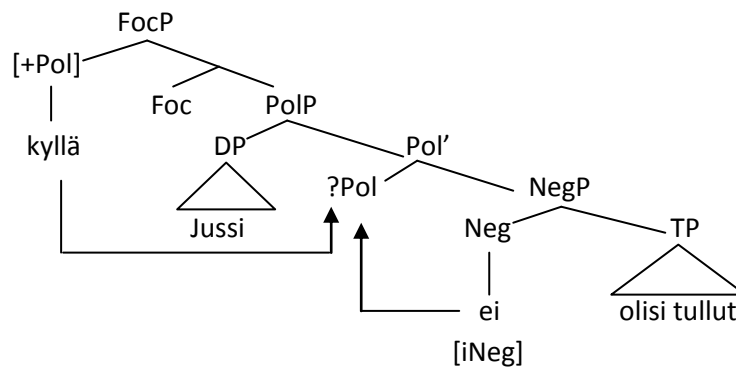 FocP
[+Pol]
Foc
PolP
kyllä
DP
Pol’
?Pol
NegP
Jussi
Neg
TP
ei
olisi tullut
[iNeg]